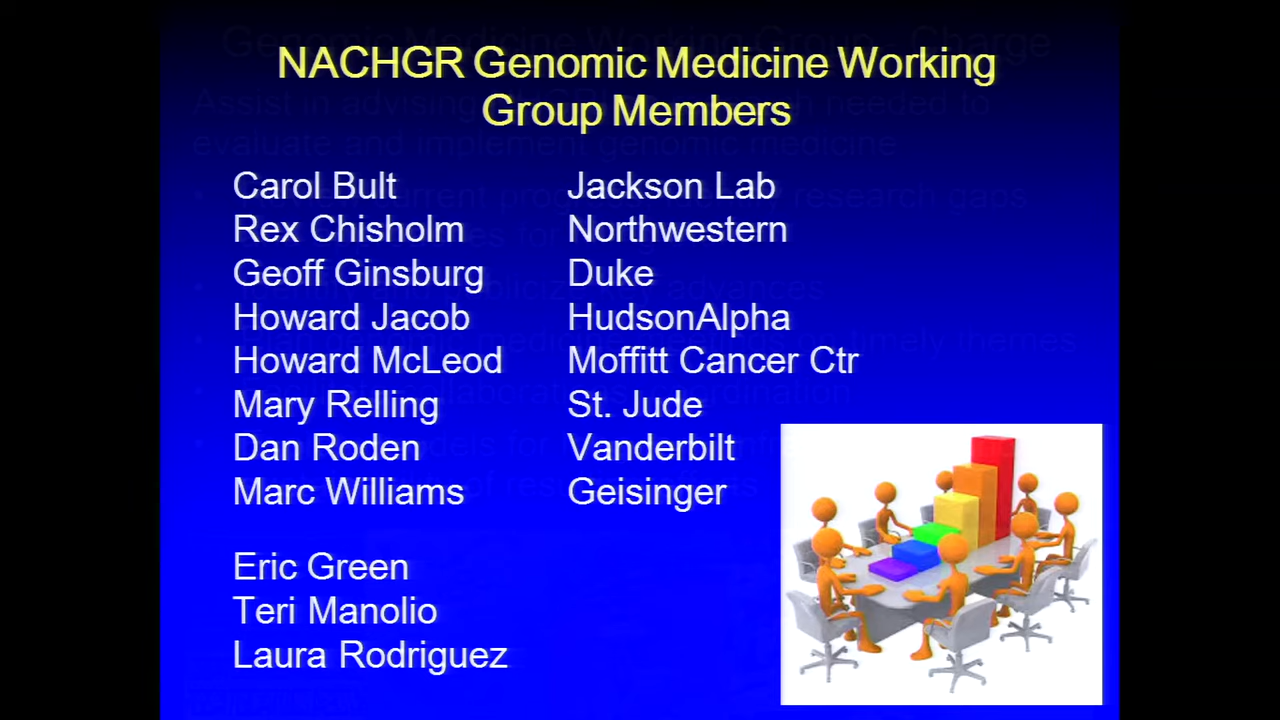 NACHGR Genomic Medicine Working
Group Members
Carol Bult Jackson Lab
Rex Chisholm Northwestern
Geoff Ginsburg Duke
Howard Jacob HudsonAlpha
Howard McLeod Moffitt Cancer Ctr
Mary Relling St. Jude
Dan Roden Vanderbilt
Marc Williams Geisinger
Eric Green
Teri Manolio
Laura Rodriguez